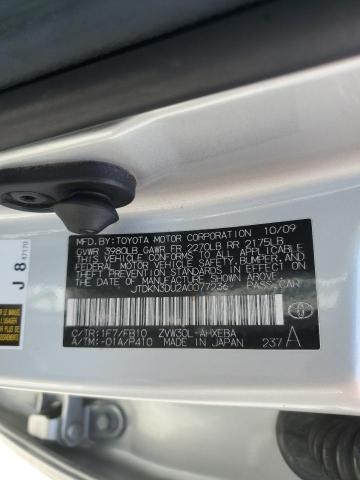 MFD. BY: TOYOTA MOTOR CORPORATION 10/09
GVWR 3980LB GAWR FR 2270LB RR 2175LB
THIS VEHICLE CONFORMS TO ALL APPLICABLE
FEDERAL MOTOR VEHICLE SAFETY, BUMPER, AND
THEFT PREVENTION STANDARDS IN EFFECT ON
THE DATE OF MANUFACTURE SHOWN ABOVE.
JTDKN3DU2A0077236 PASS. CAR
C/TR: 1F7/FB10 ZVW30L-AHXEBA
A/TM: -01A/P410 MADE IN JAPAN 237 A
J 8 47170